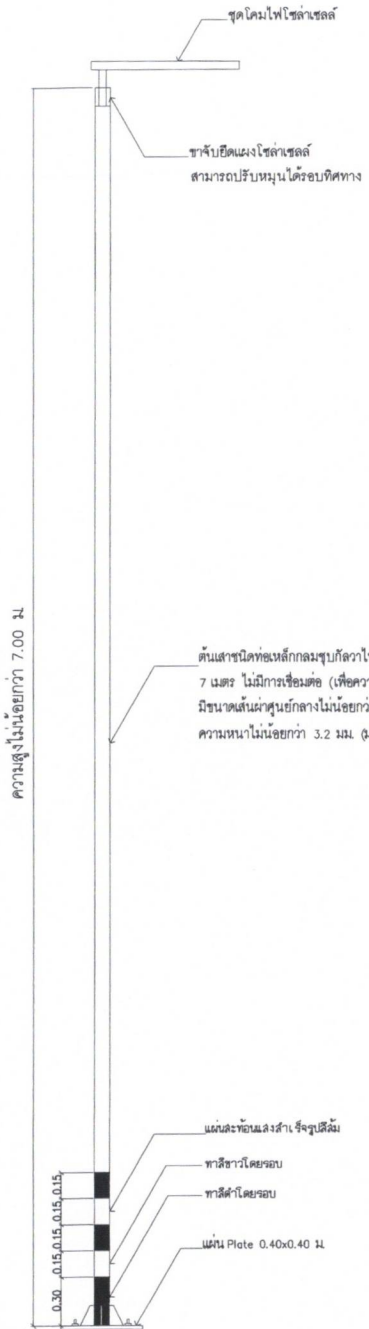 ชุดโคมไฟโซล่าเซลล์
ขาจับยึดแผงโซล่าเซลล์
สามารถปรับหมุนได้รอบทิศทาง
ความสูงไม่น้อยกว่า 7.00 ม.
ต้นเสาชนิดท่อเหล็กกลมชุบกัลวาไ
7 เมตร ไม่มีการเชื่อมต่อ (เพื่อควา
มีขนาดเส้นผ่าศูนย์กลางไม่น้อยกว่
ความหนาไม่น้อยกว่า 3.2 มม. (ม
แผ่นสะท้อนแสงสำเร็จรูปสีส้ม
ทาสีขาวโดยรอบ
ทาสีดำโดยรอบ
แผ่น Plate 0.40x0.40 ม.
0.15
0.15
0.15
0.15
0.30